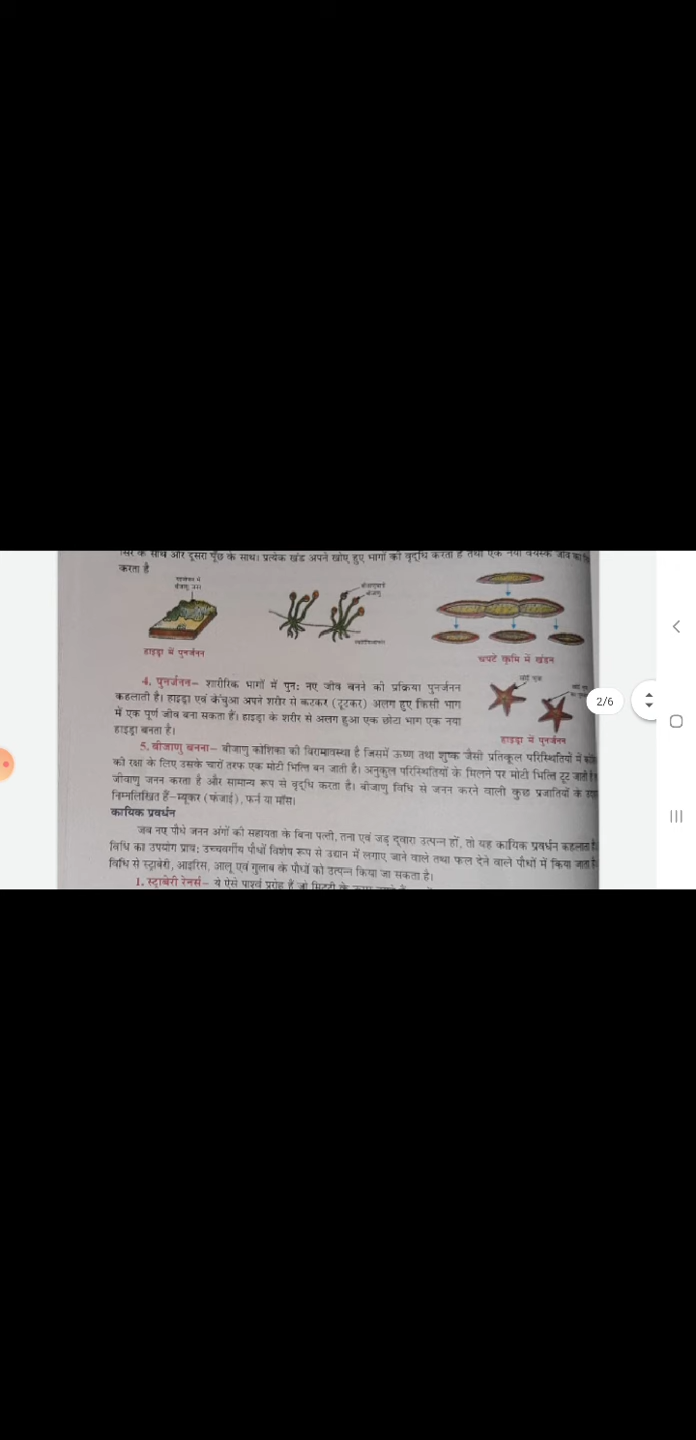 सिर के साथ और दूसरा पूँछ के साथ। प्रत्येक खंड अपने खोए हुए भागों की वृद्धि करता है तथा एक नया वयस्क जीव का
करता है
हाइड्रा में पुनर्जनन
चपटे कृमि में खंडन
4. पुनर्जनन– शारीरिक भागों में पुन: नए जीव बनने की प्रक्रिया पुनर्जनन
कहलाती है। हाइड्रा एवं केंचुआ अपने शरीर से कटकर (टूटकर) अलग हुए किसी भाग
में एक पूर्ण जीव बना सकता हैं। हाइड्रा के शरीर से अलग हुआ एक छोटा भाग एक नया
हाइड्रा बनता है।
हाइड्रा में पुनर्जनन
2/6
5. बीजाणु बनना– बीजाणु कोशिका की विरामावस्था है जिसमें ऊष्ण तथा शुष्क जैसी प्रतिकूल परिस्थितियों में
की रक्षा के लिए उसके चारों तरफ एक मोटी भित्ति बन जाती है। अनुकूल परिस्थितियों के मिलने पर मोटी भित्ति टूट जाती है
जीवाणु जनन करता है और सामान्य रूप से वृद्धि करता है। बीजाणु विधि से जनन करने वाली कुछ प्रजातियों के
निम्नलिखित हैं–म्यूकर (फंजाई), फर्न या मॉस।
कायिक प्रवर्धन
जब नए पौधे जनन अंगों की सहायता के बिना पत्ती, तना एवं जड़ द्वारा उत्पन्न हों, तो यह कायिक प्रवर्धन कहलाता है
विधि का उपयोग प्राय: उच्चवर्गीय पौधों विशेष रूप से उद्यान में लगाए जाने वाले तथा फल देने वाले पौधों में किया जाता है
विधि से स्ट्राबेरी, आइरिस, आलू एवं गुलाब के पौधों को उत्पन्न किया जा सकता है।
1. स्ट्राबेरी रनर्स– ये ऐसे पार्श्व प्ररोह हैं जो मिट्टी के ऊपर